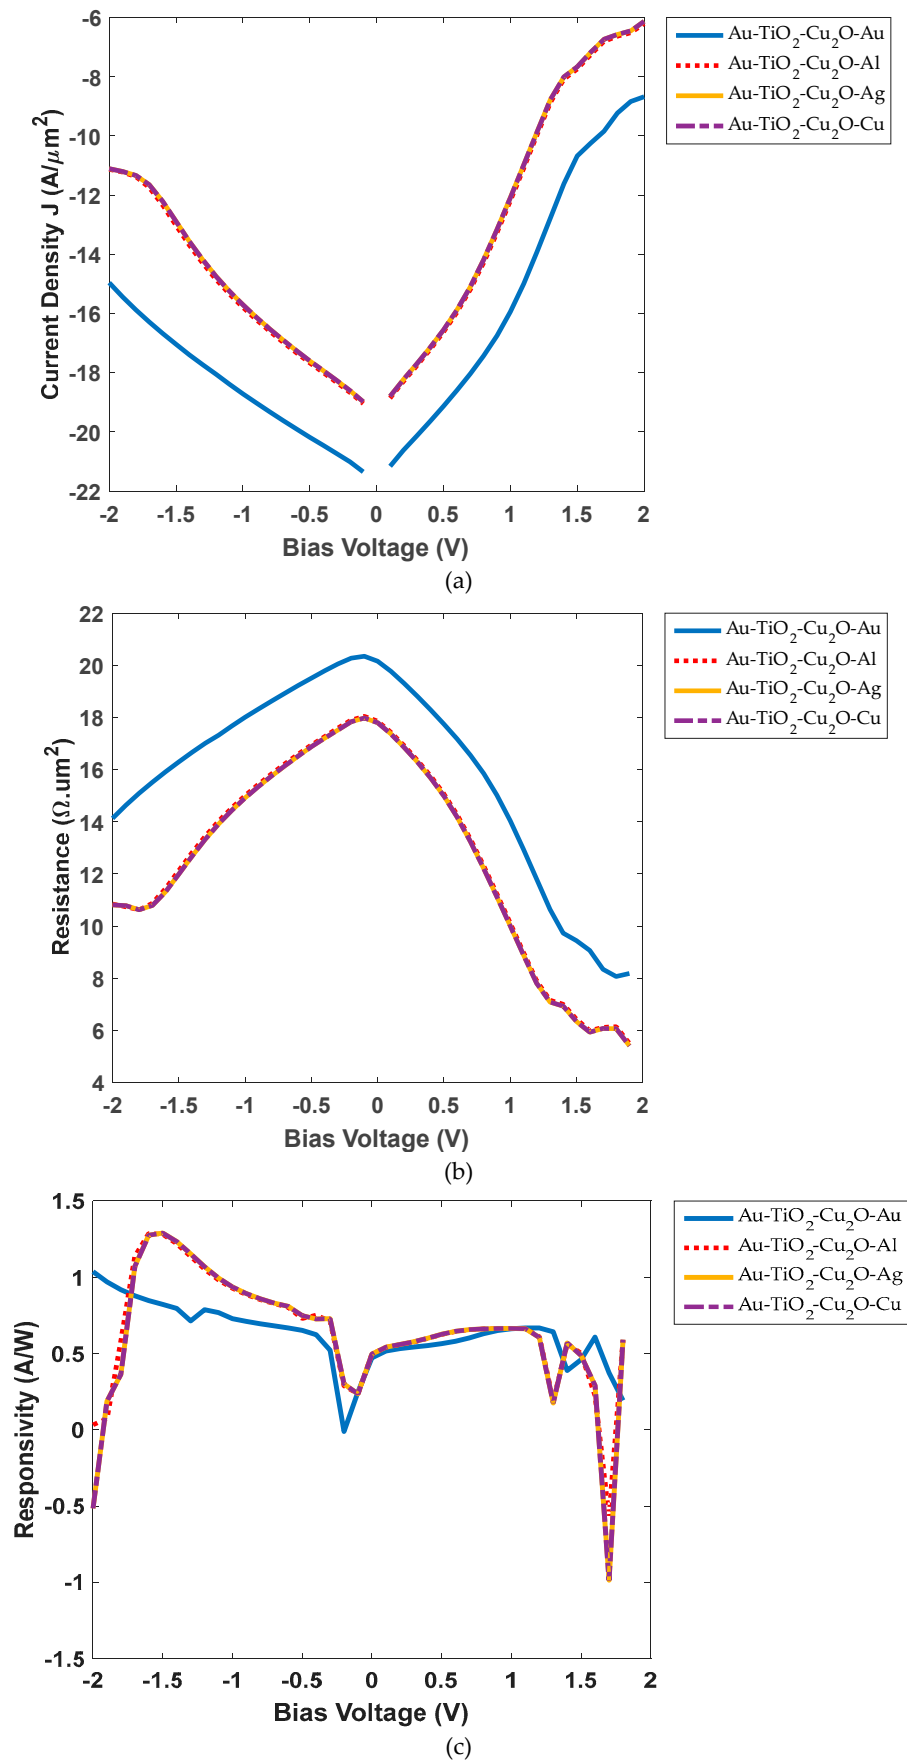 -6
-8
-10
-12
-14
-16
-18
-20
-22
Current Density J (A/μm²)
-2 -1.5 -1 -0.5 0 0.5 1 1.5 2
Bias Voltage (V)
Au-TiO₂-Cu₂O-Au
Au-TiO₂-Cu₂O-Al
Au-TiO₂-Cu₂O-Ag
Au-TiO₂-Cu₂O-Cu
(a)
22
20
18
16
14
12
10
8
6
4
Resistance (Ω.um²)
-2 -1.5 -1 -0.5 0 0.5 1 1.5 2
Bias Voltage (V)
Au-TiO₂-Cu₂O-Au
Au-TiO₂-Cu₂O-Al
Au-TiO₂-Cu₂O-Ag
Au-TiO₂-Cu₂O-Cu
(b)
1.5
1
0.5
0
-0.5
-1
-1.5
Responsivity (A/W)
-2 -1.5 -1 -0.5 0 0.5 1 1.5 2
Bias Voltage (V)
Au-TiO₂-Cu₂O-Au
Au-TiO₂-Cu₂O-Al
Au-TiO₂-Cu₂O-Ag
Au-TiO₂-Cu₂O-Cu
(c)